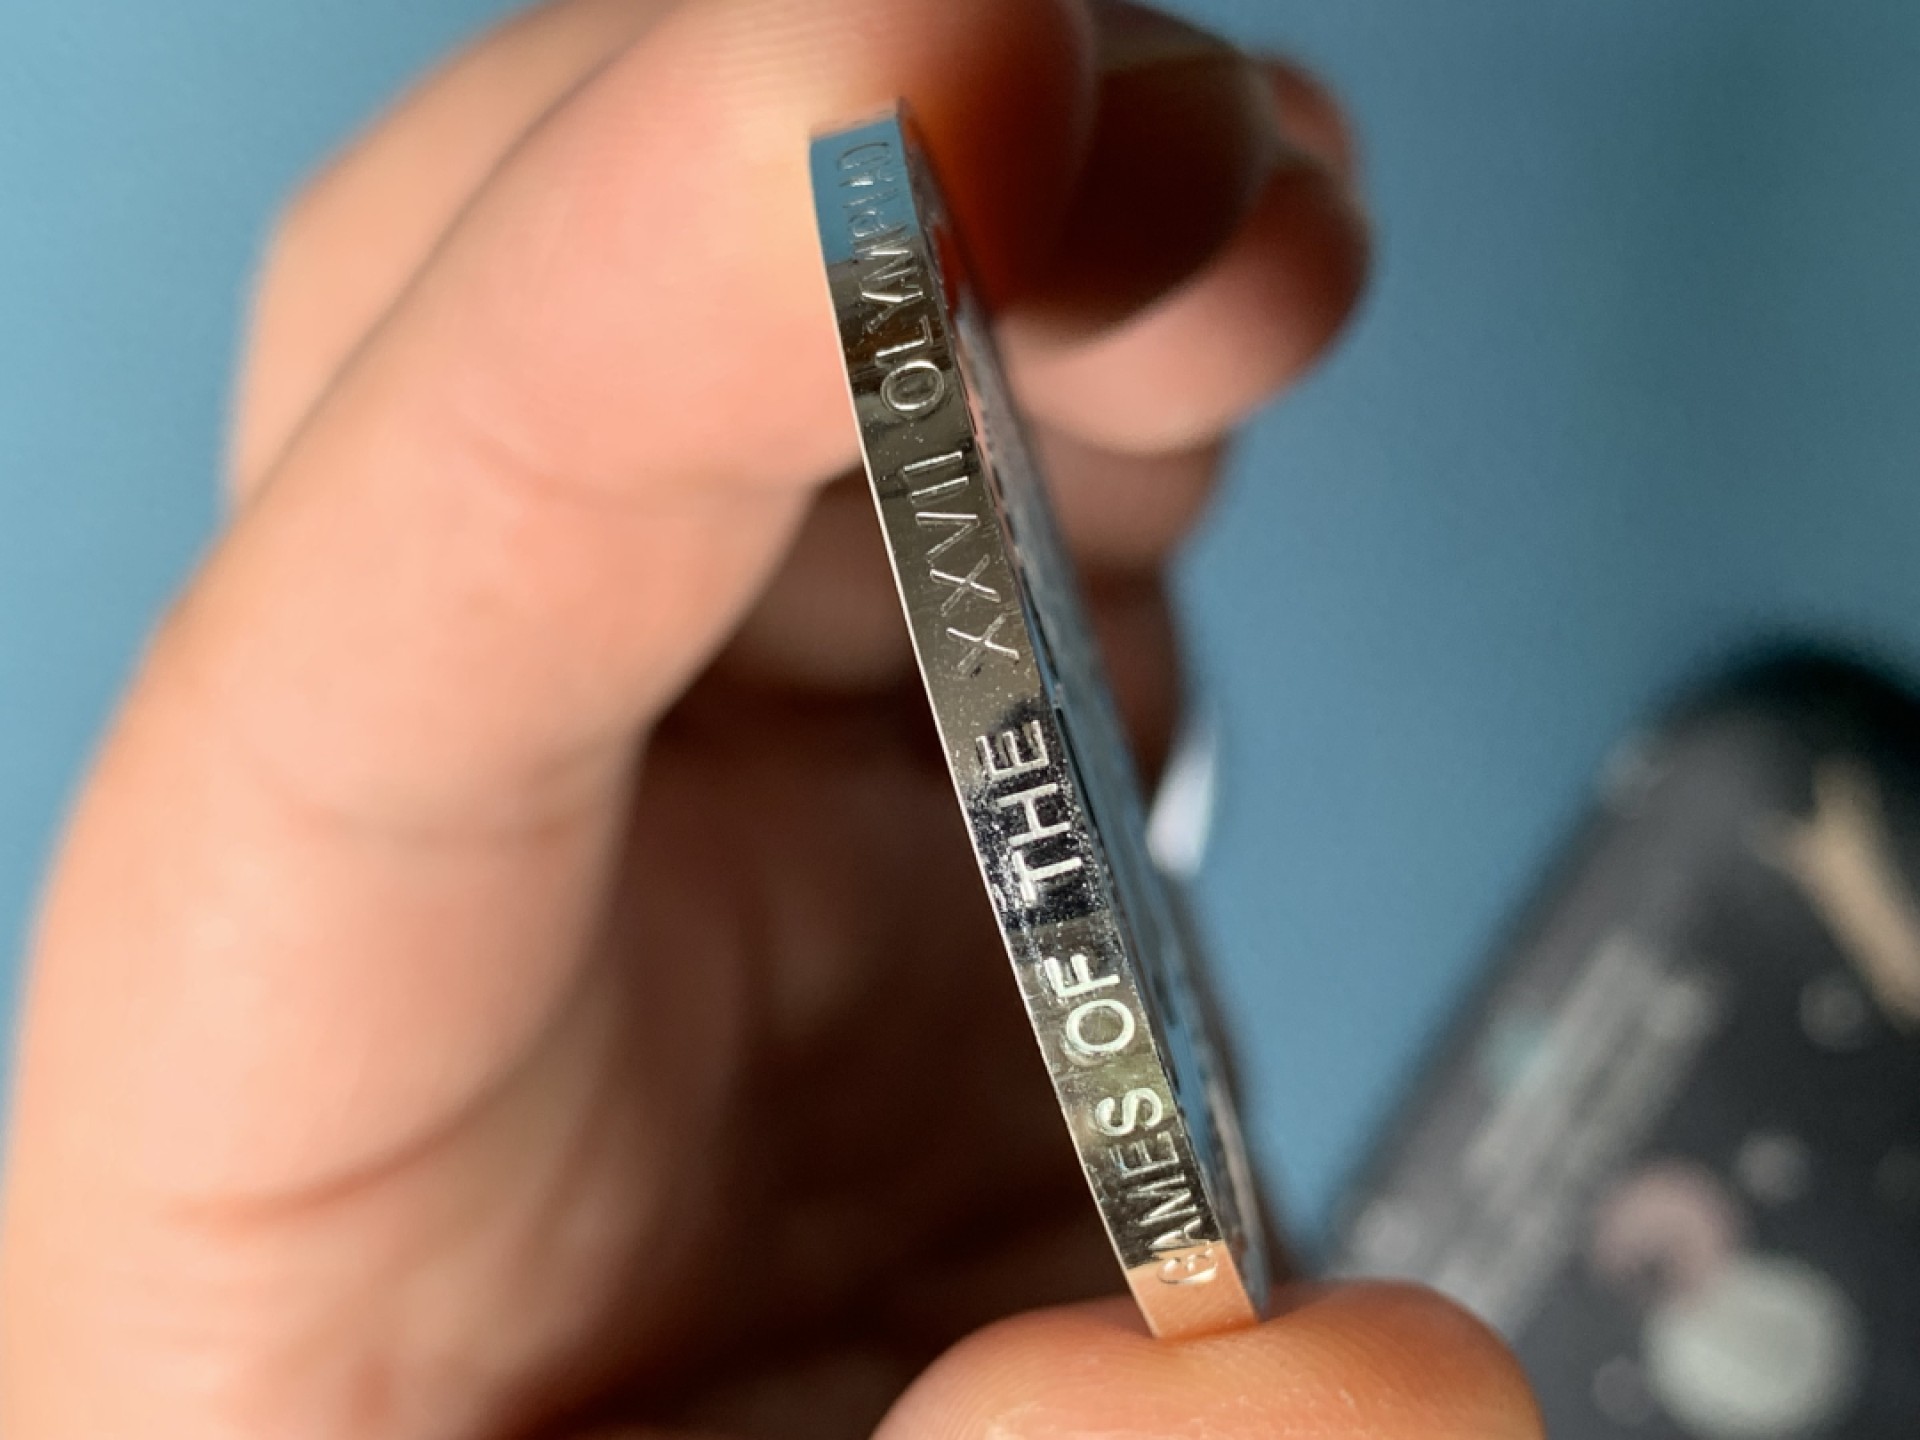 GAMES OF THE XXVII OLYMPIAD